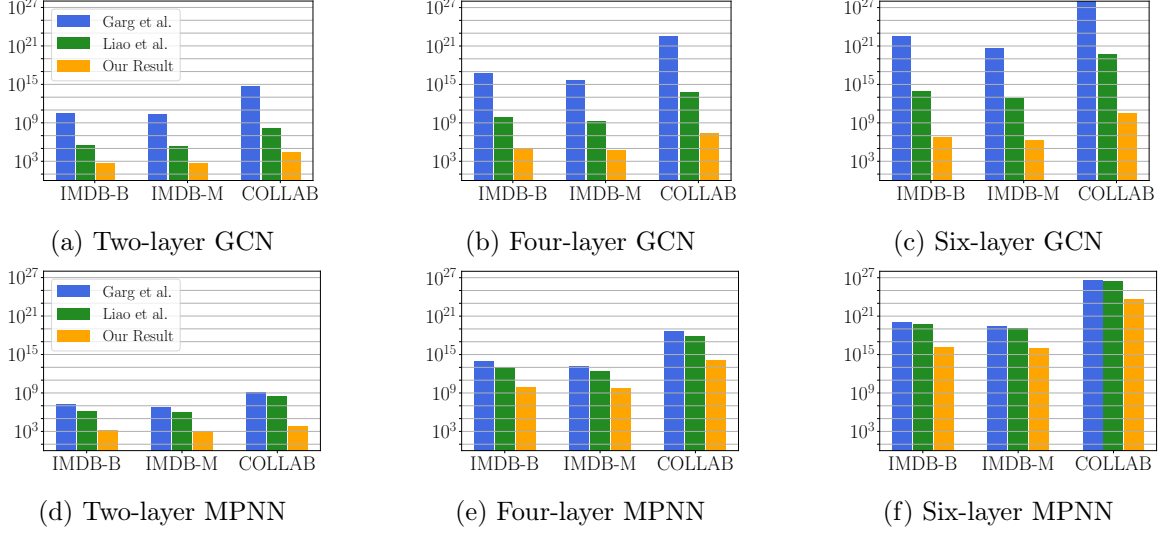 10^27
10^21
10^15
10^9
10^3
Garg et al.
Liao et al.
Our Result
IMDB-B IMDB-M COLLAB
(a) Two-layer GCN
10^27
10^21
10^15
10^9
10^3
IMDB-B IMDB-M COLLAB
(b) Four-layer GCN
10^27
10^21
10^15
10^9
10^3
IMDB-B IMDB-M COLLAB
(c) Six-layer GCN
10^27
10^21
10^15
10^9
10^3
Garg et al.
Liao et al.
Our Result
IMDB-B IMDB-M COLLAB
(d) Two-layer MPNN
10^27
10^21
10^15
10^9
10^3
IMDB-B IMDB-M COLLAB
(e) Four-layer MPNN
10^27
10^21
10^15
10^9
10^3
IMDB-B IMDB-M COLLAB
(f) Six-layer MPNN